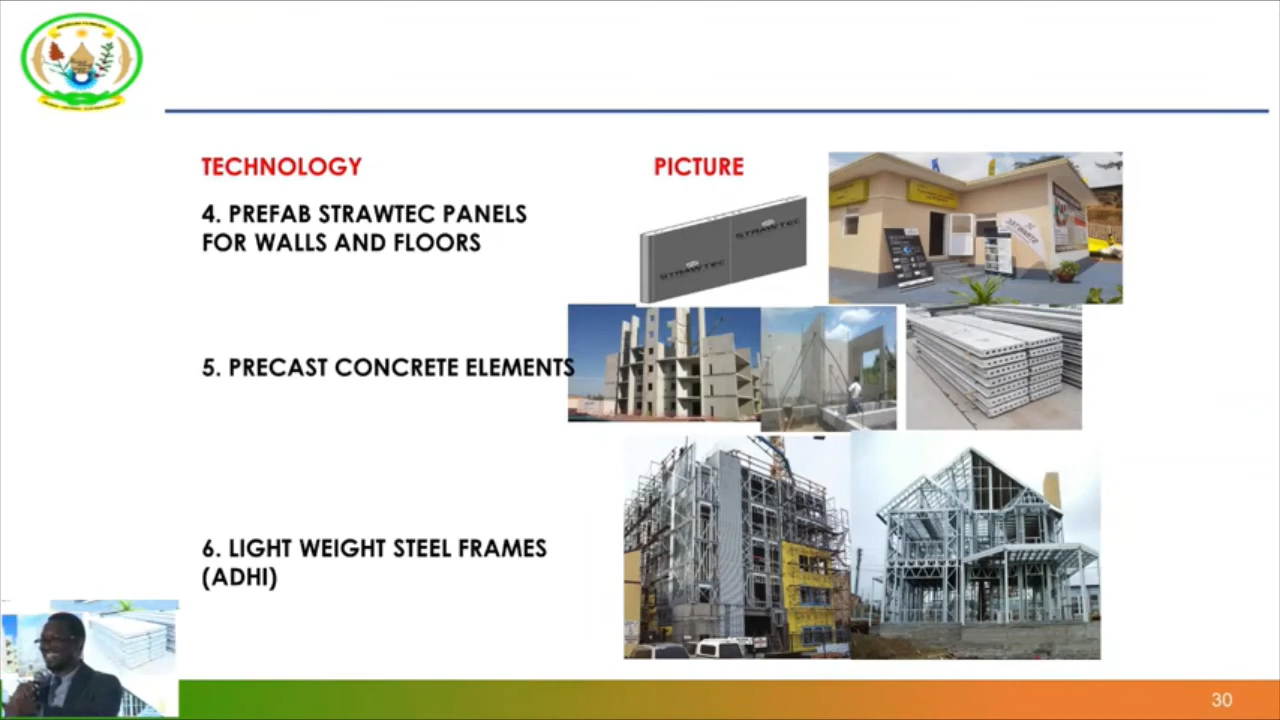 TECHNOLOGY
PICTURE
4. PREFAB STRAWTEC PANELS
FOR WALLS AND FLOORS
STRAWTEC
STRAWTEC
5. PRECAST CONCRETE ELEMENTS
6. LIGHT WEIGHT STEEL FRAMES
(ADHI)
30